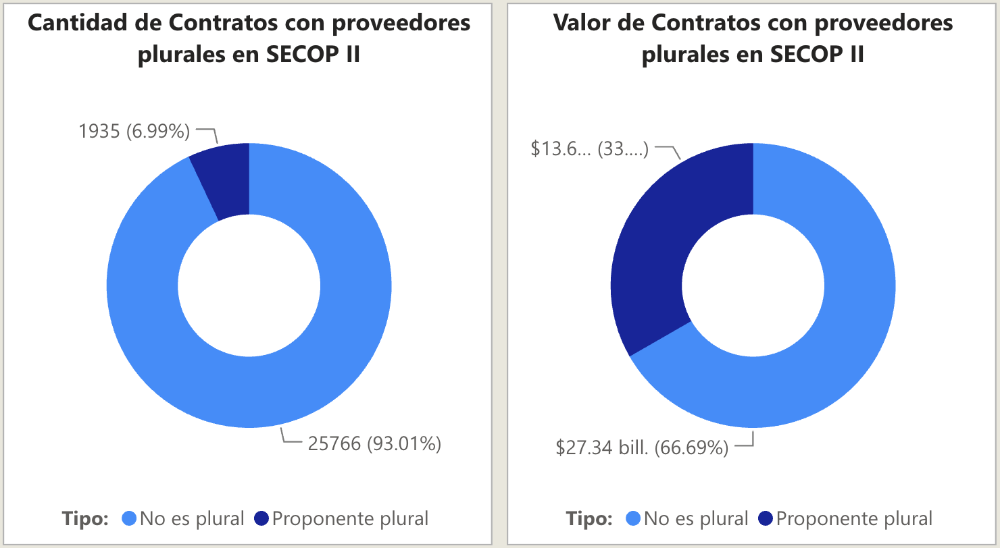 Cantidad de Contratos con proveedores
plurales en SECOP II
1935 (6.99%)
25766 (93.01%)
Tipo: No es plural Proponente plural
Valor de Contratos con proveedores
plurales en SECOP II
$13.6... (33....)
$27.34 bill. (66.69%)
Tipo: No es plural Proponente plural